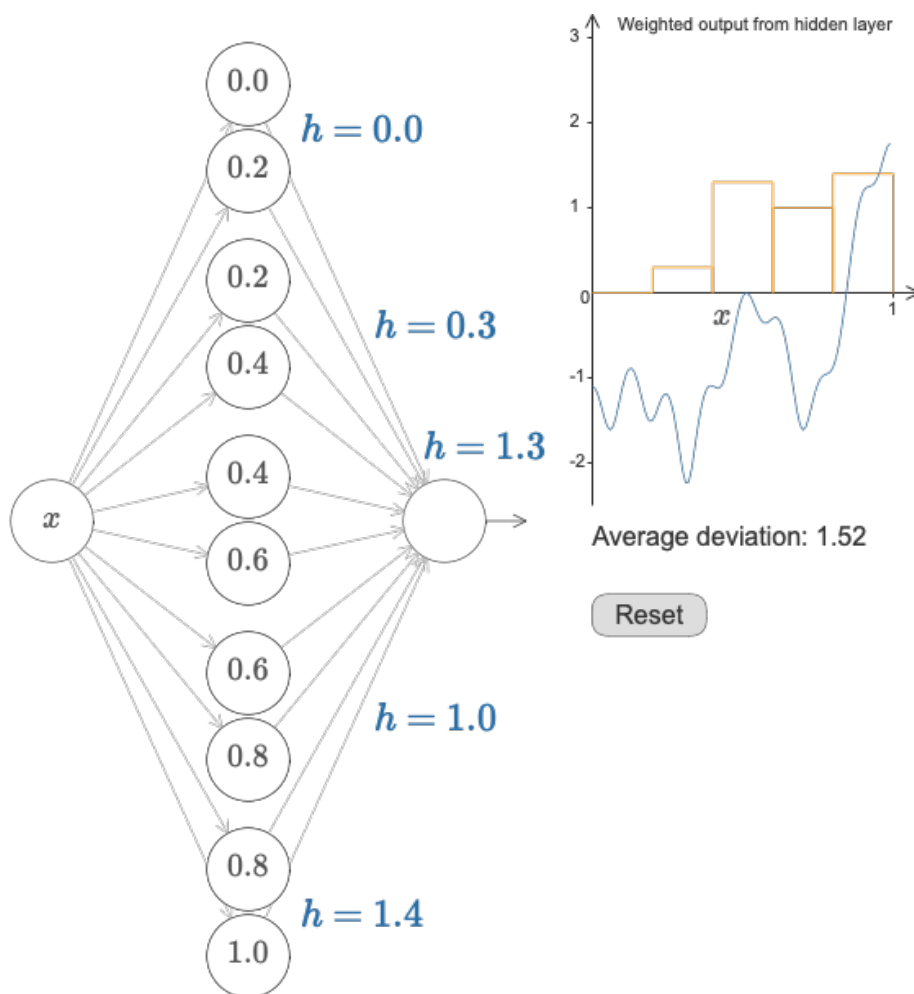 0.0
h = 0.0
0.2
0.2
h = 0.3
0.4
h = 1.3
0.4
x
0.6
0.6
h = 1.0
0.8
0.8
h = 1.4
1.0
Weighted output from hidden layer
3
2
1
0
x
1
-1
-2
Average deviation: 1.52
Reset